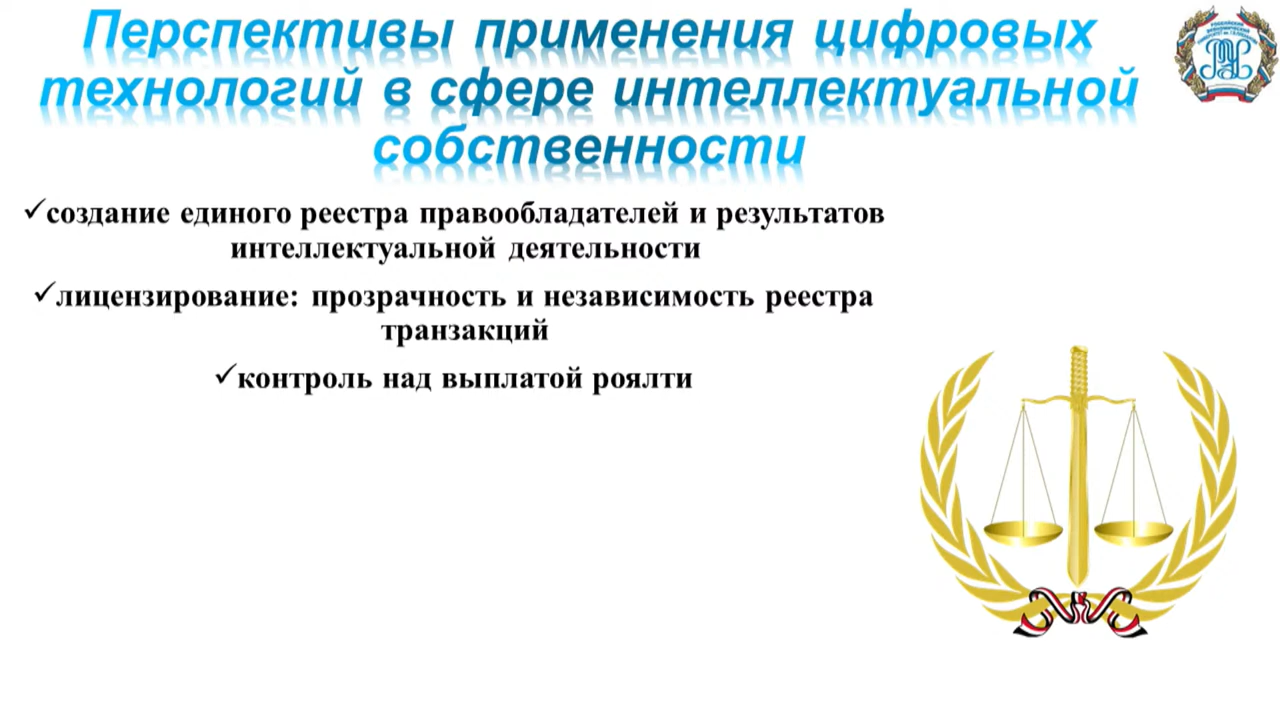 Перспективы применения цифровых
технологий в сфере интеллектуальной
собственности
✓создание единого реестра правообладателей и результатов
интеллектуальной деятельности
✓лицензирование: прозрачность и независимость реестра
транзакций
✓контроль над выплатой роялти